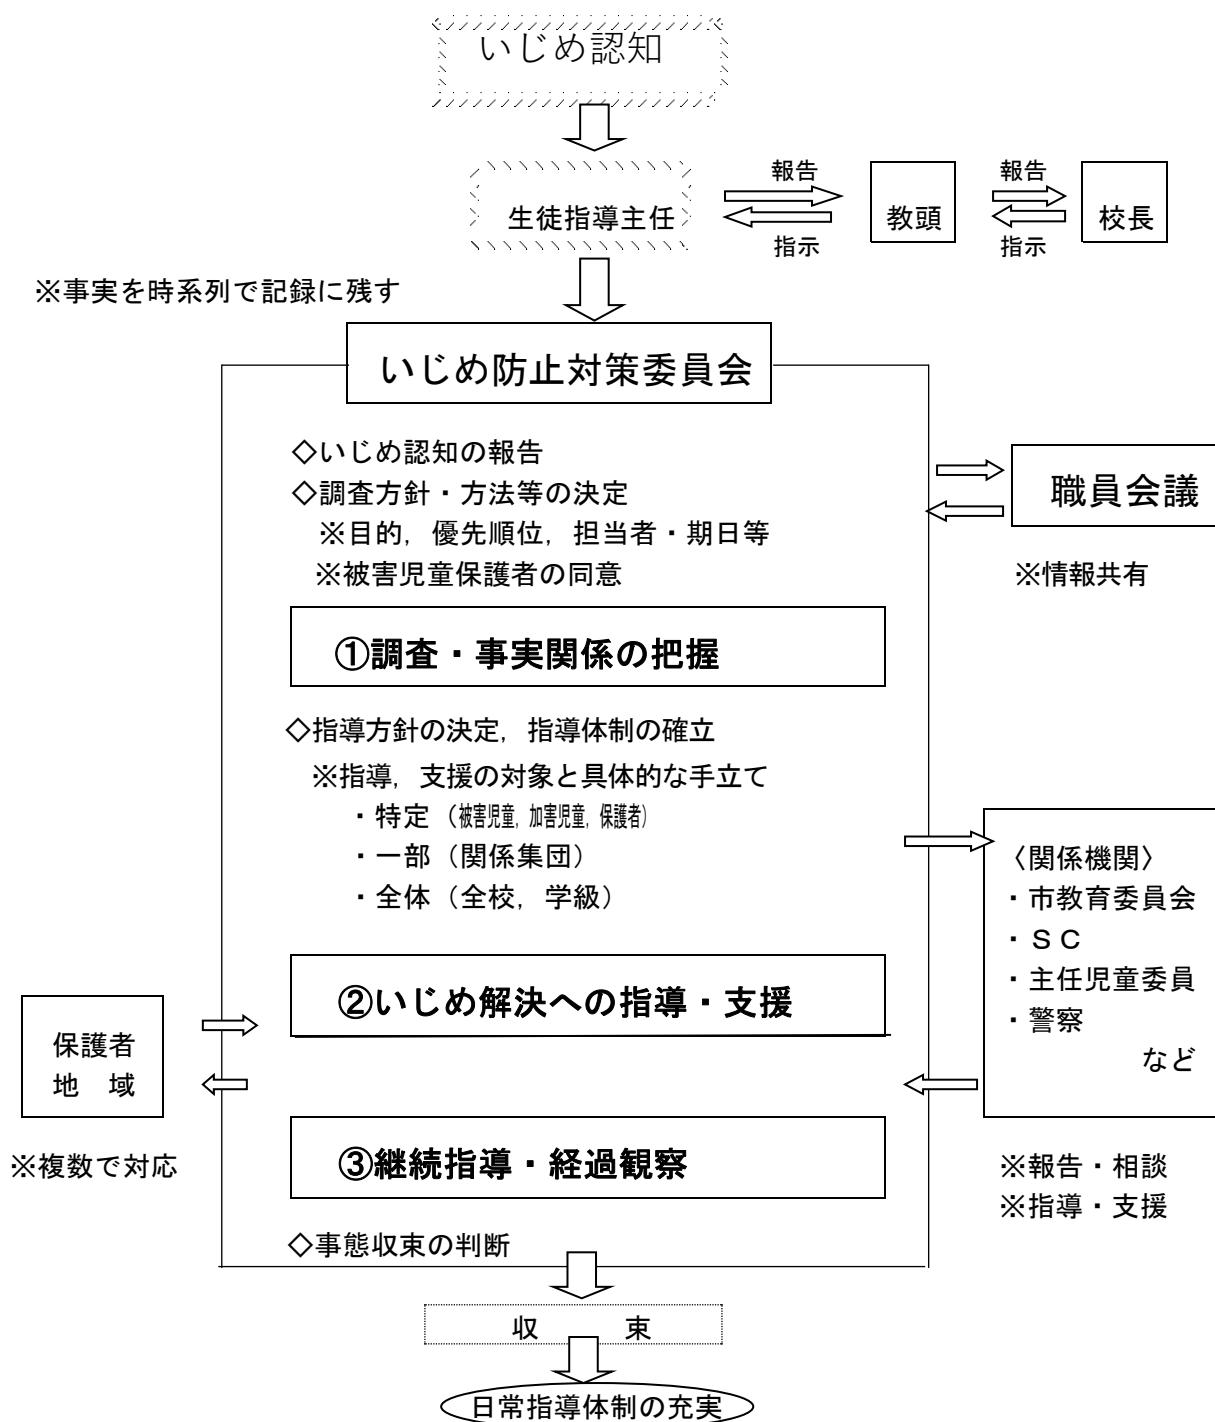 いじめ認知
報告
報告
生徒指導主任
教頭
校長
指示
指示
※事実を時系列で記録に残す
いじめ防止対策委員会
◇いじめ認知の報告
◇調査方針・方法等の決定
※目的，優先順位，担当者・期日等
※被害児童保護者の同意
職員会議
※情報共有
①調査・事実関係の把握
◇指導方針の決定，指導体制の確立
※指導，支援の対象と具体的な手立て
・特定（被害児童，加害児童，保護者）
・一部（関係集団）
・全体（全校，学級）
〈関係機関〉
・市教育委員会
・ＳＣ
・主任児童委員
・警察
など
②いじめ解決への指導・支援
保護者
地　域
※複数で対応
③継続指導・経過観察
※報告・相談
※指導・支援
◇事態収束の判断
収　　束
日常指導体制の充実